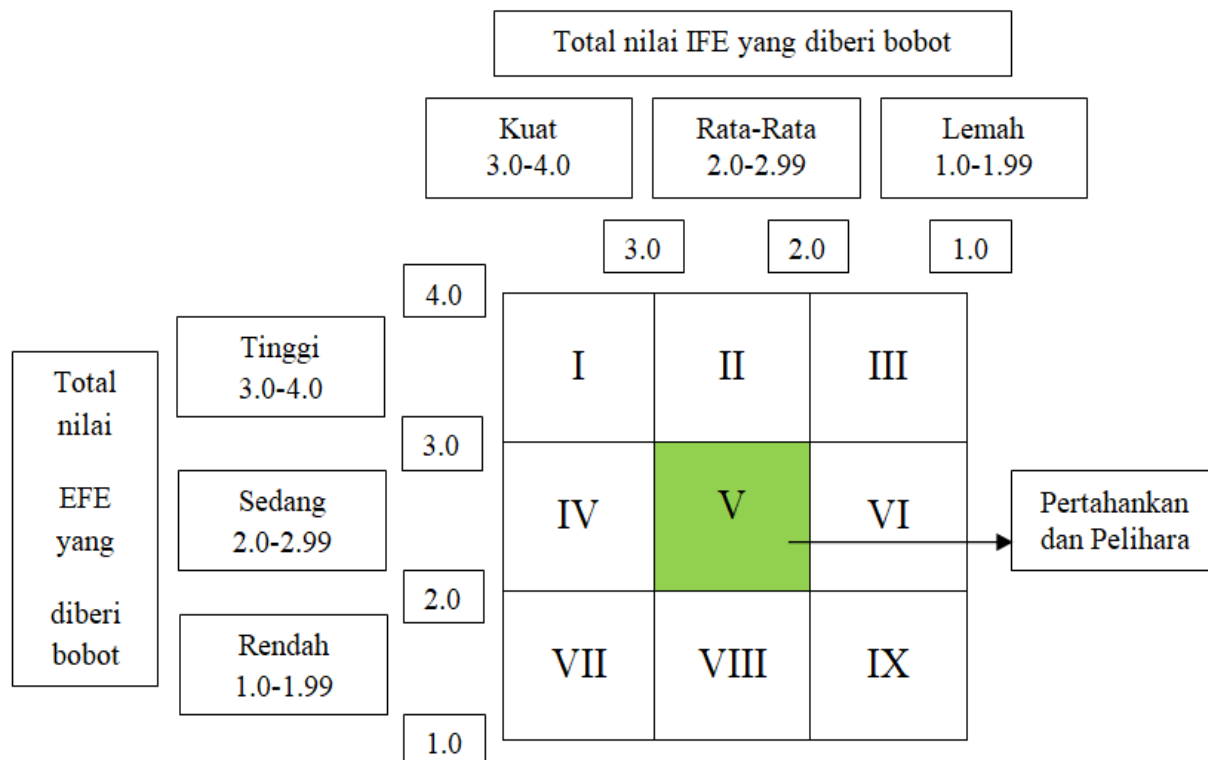 Total nilai IFE yang diberi bobot
Kuat
3.0-4.0
Rata-Rata
2.0-2.99
Lemah
1.0-1.99
3.0
2.0
1.0
4.0
Tinggi
3.0-4.0
I
II
III
Total
nilai
EFE
yang
diberi
bobot
3.0
Sedang
2.0-2.99
IV
V
VI
Pertahankan
dan Pelihara
2.0
Rendah
1.0-1.99
VII
VIII
IX
1.0